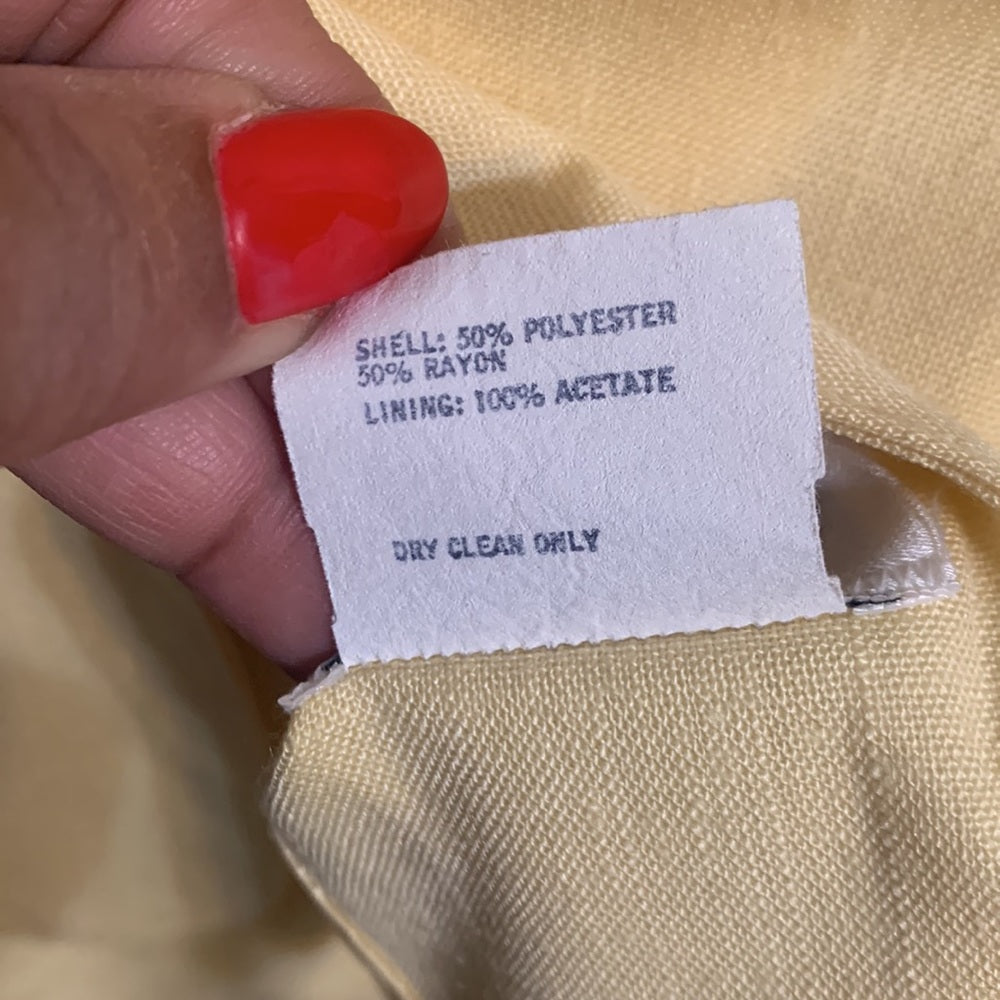 SHELL: 50% POLYESTER
50% RAYON
LINING: 100% ACETATE
DRY CLEAN ONLY